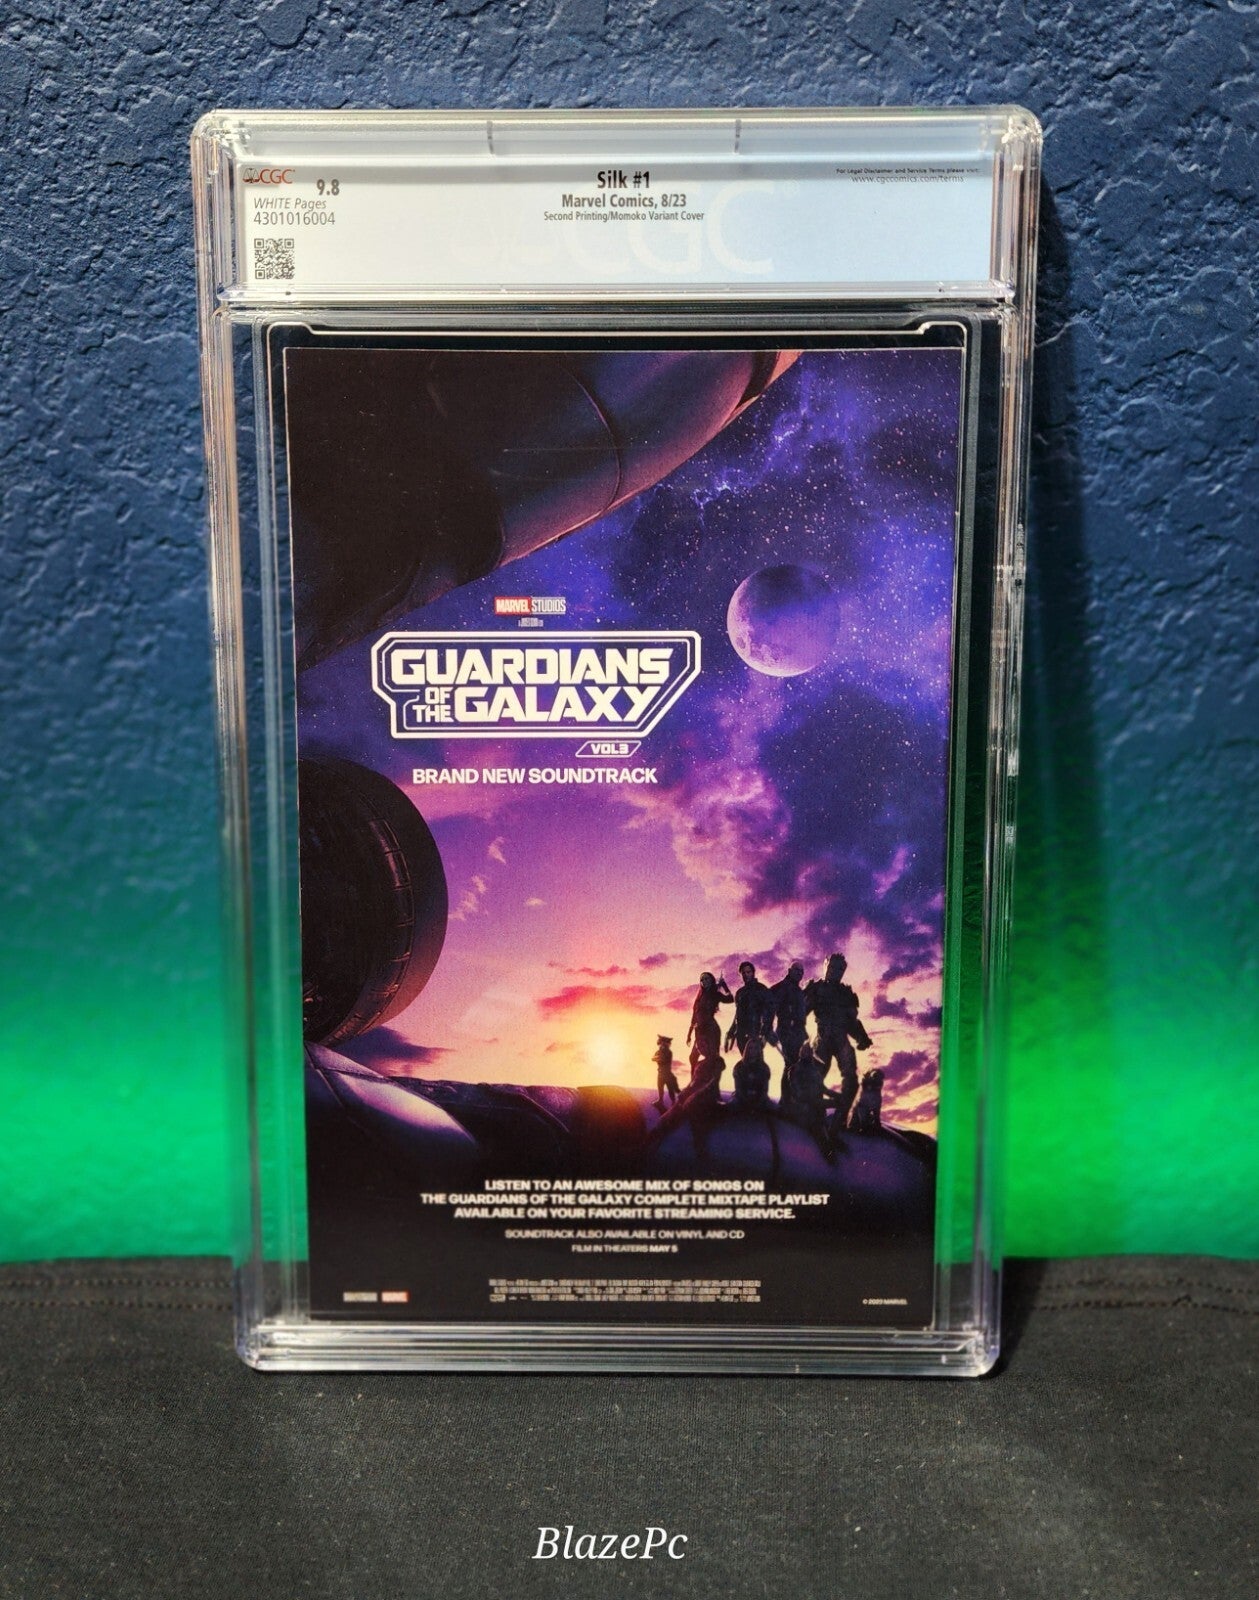 CGC 9.8
WHITE Pages
4301016004
Silk #1
Marvel Comics, 8/23
Second Printing/Momoko Variant Cover
For Legal Disclaimer and Service Terms please visit:
www.cgccomics.com/terms
CGC
MARVEL STUDIOS
GUARDIANS
OF THE GALAXY
VOL 3
BRAND NEW SOUNDTRACK
LISTEN TO AN AWESOME MIX OF SONGS ON
THE GUARDIANS OF THE GALAXY COMPLETE MIXTAPE PLAYLIST
AVAILABLE ON YOUR FAVORITE STREAMING SERVICE.
SOUNDTRACK ALSO AVAILABLE ON VINYL AND CD
FILM IN THEATERS MAY 5
MARVEL
© 2023 MARVEL
BlazePc